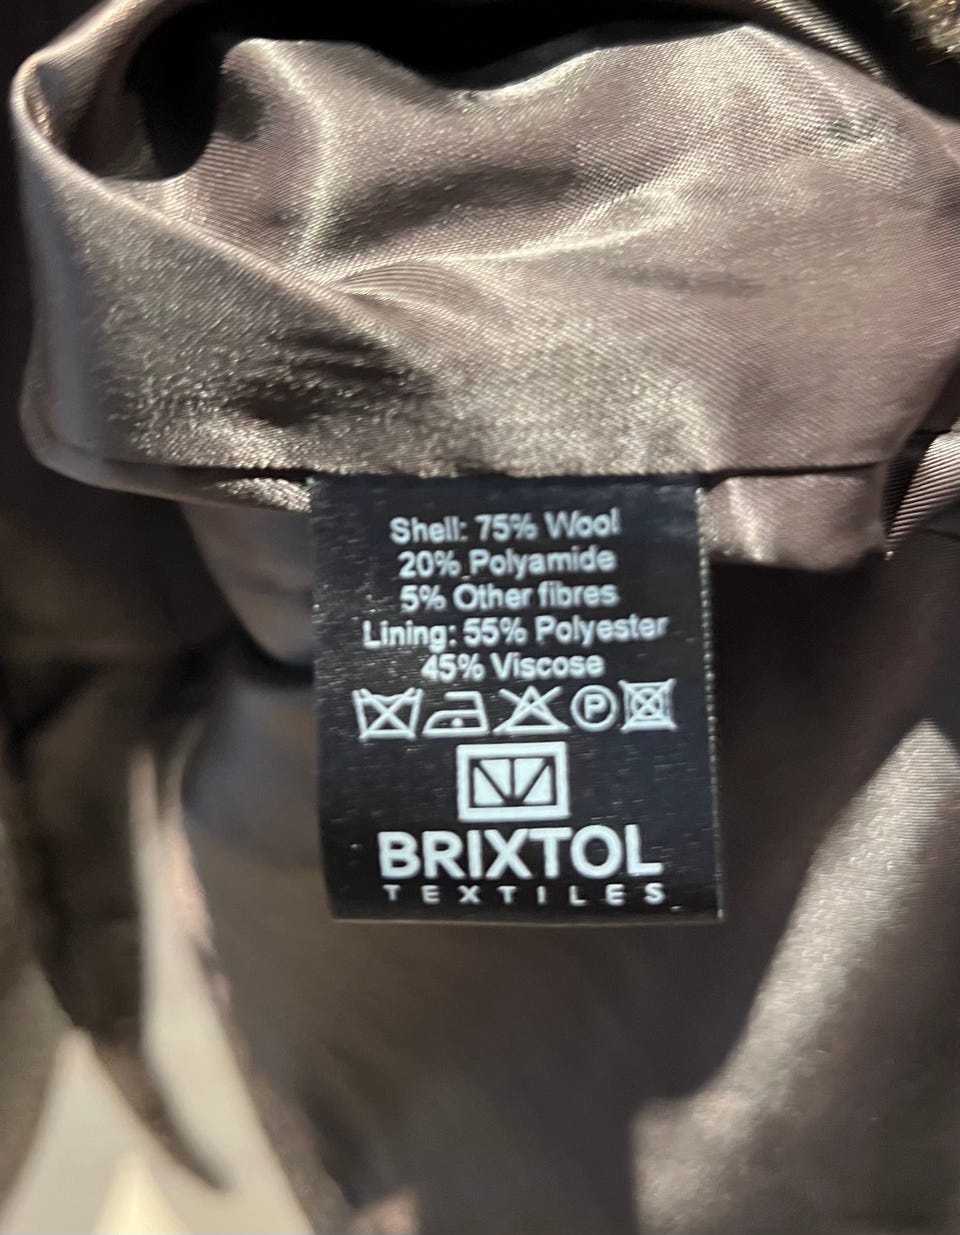 Shell: 75% Wool
20% Polyamide
5% Other fibres
Lining: 55% Polyester
45% Viscose
P
BRIXTOL
TEXTILES